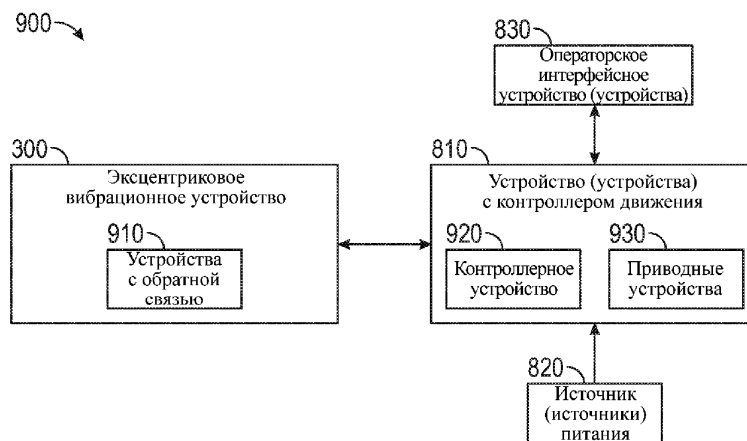 900
830
Операторское
интерфейсное
устройство (устройства)
300
Эксцентриковое
вибрационное устройство
910
Устройства
с обратной
связью
810
Устройство (устройства)
с контроллером движения
920
Контроллерное
устройство
930
Приводные
устройства
820
Источник
(источники)
питания